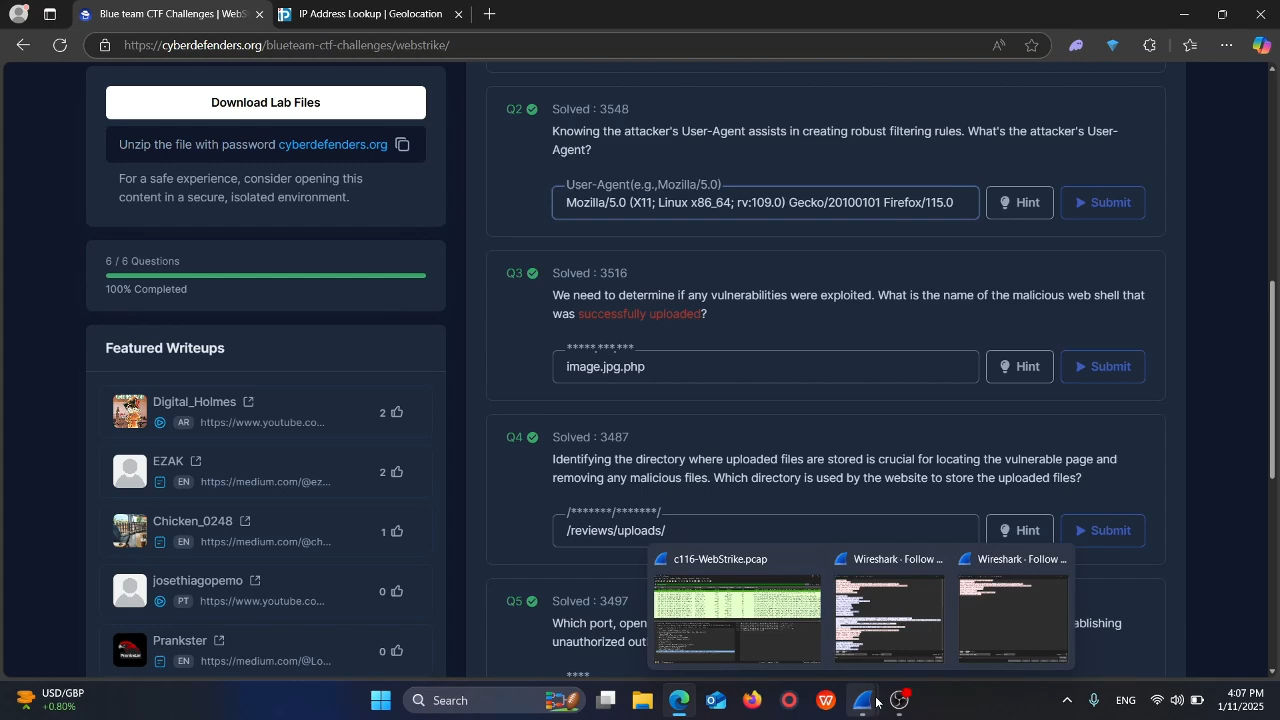 Blue Team CTF Challenges | WebS
IP Address Lookup | Geolocation
https://cyberdefenders.org/blueteam-ctf-challenges/webstrike/
Download Lab Files
Unzip the file with password cyberdefenders.org
For a safe experience, consider opening this
content in a secure, isolated environment.
6 / 6 Questions
100% Completed
Featured Writeups
Digital_Holmes
AR https://www.youtube.co...
2
EZAK
EN https://medium.com/@ez...
2
Chicken_0248
EN https://medium.com/@ch...
1
josethiagopemo
PT https://www.youtube.co...
0
Prankster
EN https://medium.com/@Lo...
0
Q2 Solved : 3548
Knowing the attacker's User-Agent assists in creating robust filtering rules. What's the attacker's User-
Agent?
User-Agent(e.g.,Mozilla/5.0)
Mozilla/5.0 (X11; Linux x86_64; rv:109.0) Gecko/20100101 Firefox/115.0
Hint
Submit
Q3 Solved : 3516
We need to determine if any vulnerabilities were exploited. What is the name of the malicious web shell that
was successfully uploaded?
*****.***.***
image.jpg.php
Hint
Submit
Q4 Solved : 3487
Identifying the directory where uploaded files are stored is crucial for locating the vulnerable page and
removing any malicious files. Which directory is used by the website to store the uploaded files?
/*******/*******/
/reviews/uploads/
Hint
Submit
Q5 Solved : 3497
Which port, open
unauthorized out
****
c116-WebStrike.pcap
Wireshark · Follow ...
Wireshark · Follow ...
USD/GBP
+0.80%
Search
ENG
4:07 PM
1/11/2025